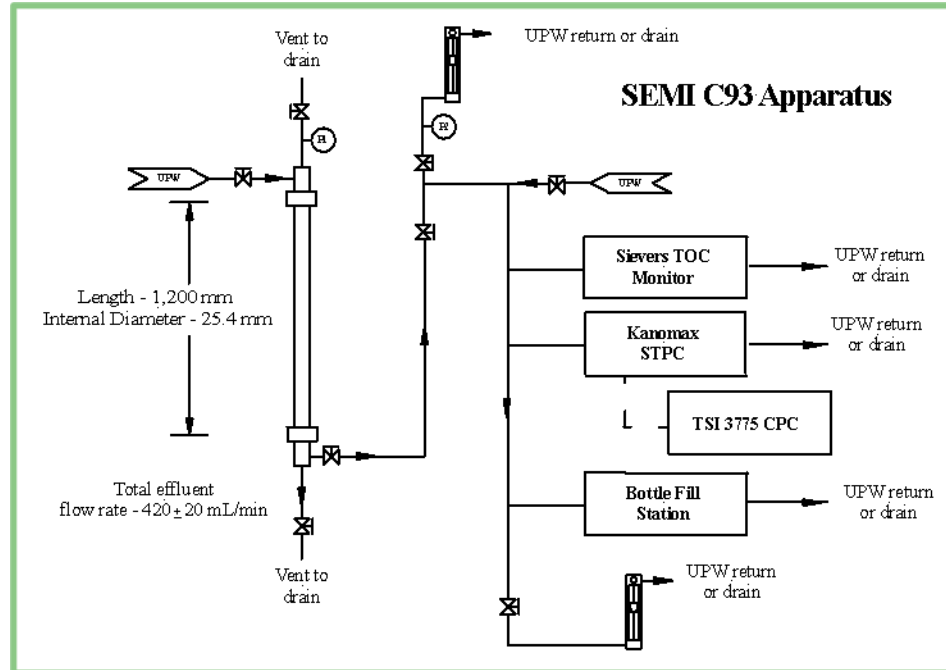 Vent to
drain
UPW return or drain
SEMI C93 Apparatus
P1
P2
UPW
UPW
Sievers TOC
Monitor
UPW return
or drain
Length - 1,200 mm
Internal Diameter - 25.4 mm
Kanomax
STPC
UPW return
or drain
TSI 3775 CPC
Total effluent
flow rate - 420 ± 20 mL/min
Bottle Fill
Station
UPW return
or drain
Vent to
drain
UPW return
or drain